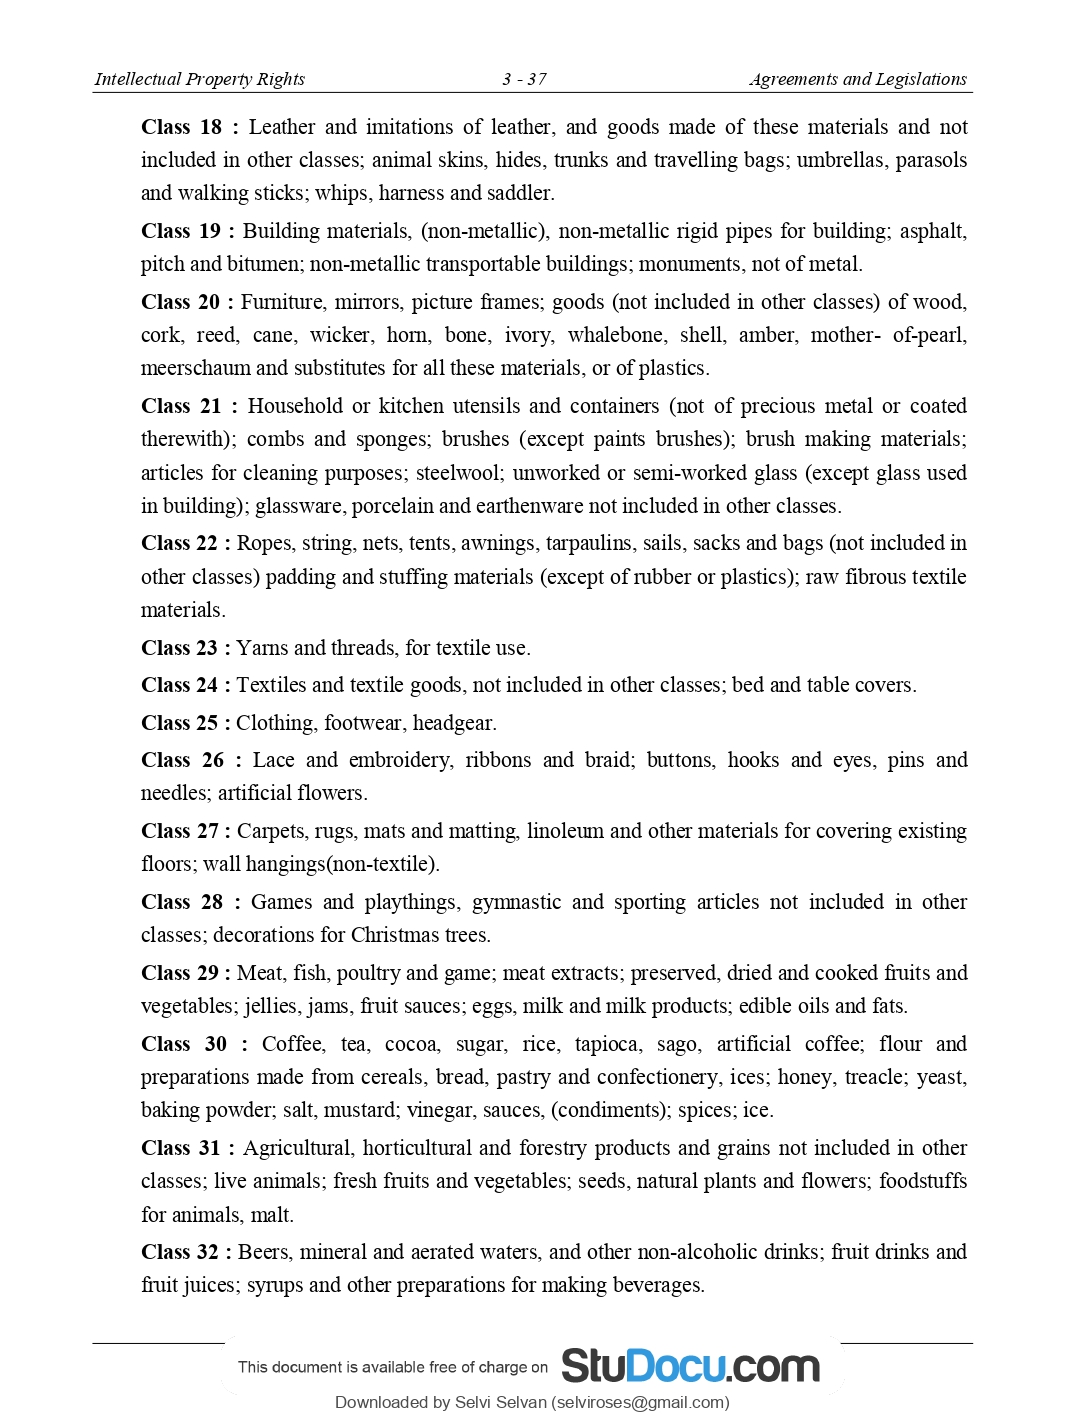 Intellectual Property Rights 3 - 37 Agreements and Legislations
Class 18 : Leather and imitations of leather, and goods made of these materials and not
included in other classes; animal skins, hides, trunks and travelling bags; umbrellas, parasols
and walking sticks; whips, harness and saddler.
Class 19 : Building materials, (non-metallic), non-metallic rigid pipes for building; asphalt,
pitch and bitumen; non-metallic transportable buildings; monuments, not of metal.
Class 20 : Furniture, mirrors, picture frames; goods (not included in other classes) of wood,
cork, reed, cane, wicker, horn, bone, ivory, whalebone, shell, amber, mother- of-pearl,
meerschaum and substitutes for all these materials, or of plastics.
Class 21 : Household or kitchen utensils and containers (not of precious metal or coated
therewith); combs and sponges; brushes (except paints brushes); brush making materials;
articles for cleaning purposes; steelwool; unworked or semi-worked glass (except glass used
in building); glassware, porcelain and earthenware not included in other classes.
Class 22 : Ropes, string, nets, tents, awnings, tarpaulins, sails, sacks and bags (not included in
other classes) padding and stuffing materials (except of rubber or plastics); raw fibrous textile
materials.
Class 23 : Yarns and threads, for textile use.
Class 24 : Textiles and textile goods, not included in other classes; bed and table covers.
Class 25 : Clothing, footwear, headgear.
Class 26 : Lace and embroidery, ribbons and braid; buttons, hooks and eyes, pins and
needles; artificial flowers.
Class 27 : Carpets, rugs, mats and matting, linoleum and other materials for covering existing
floors; wall hangings(non-textile).
Class 28 : Games and playthings, gymnastic and sporting articles not included in other
classes; decorations for Christmas trees.
Class 29 : Meat, fish, poultry and game; meat extracts; preserved, dried and cooked fruits and
vegetables; jellies, jams, fruit sauces; eggs, milk and milk products; edible oils and fats.
Class 30 : Coffee, tea, cocoa, sugar, rice, tapioca, sago, artificial coffee; flour and
preparations made from cereals, bread, pastry and confectionery, ices; honey, treacle; yeast,
baking powder; salt, mustard; vinegar, sauces, (condiments); spices; ice.
Class 31 : Agricultural, horticultural and forestry products and grains not included in other
classes; live animals; fresh fruits and vegetables; seeds, natural plants and flowers; foodstuffs
for animals, malt.
Class 32 : Beers, mineral and aerated waters, and other non-alcoholic drinks; fruit drinks and
fruit juices; syrups and other preparations for making beverages.
This document is available free of charge on StuDocu.com
Downloaded by Selvi Selvan (selviroses@gmail.com)